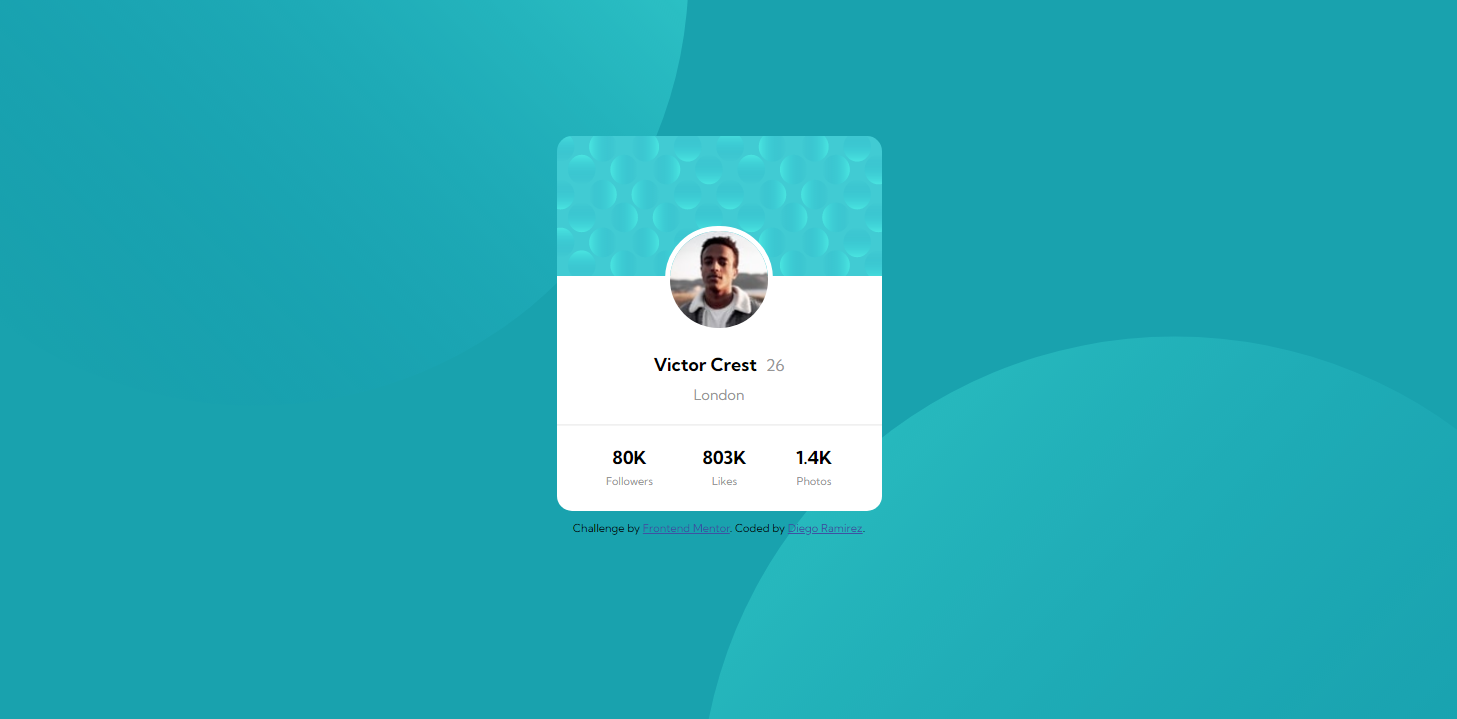 Victor Crest 26
London
80K 803K 1.4K
Followers Likes Photos
Challenge by Frontend Mentor. Coded by Diego Ramirez.